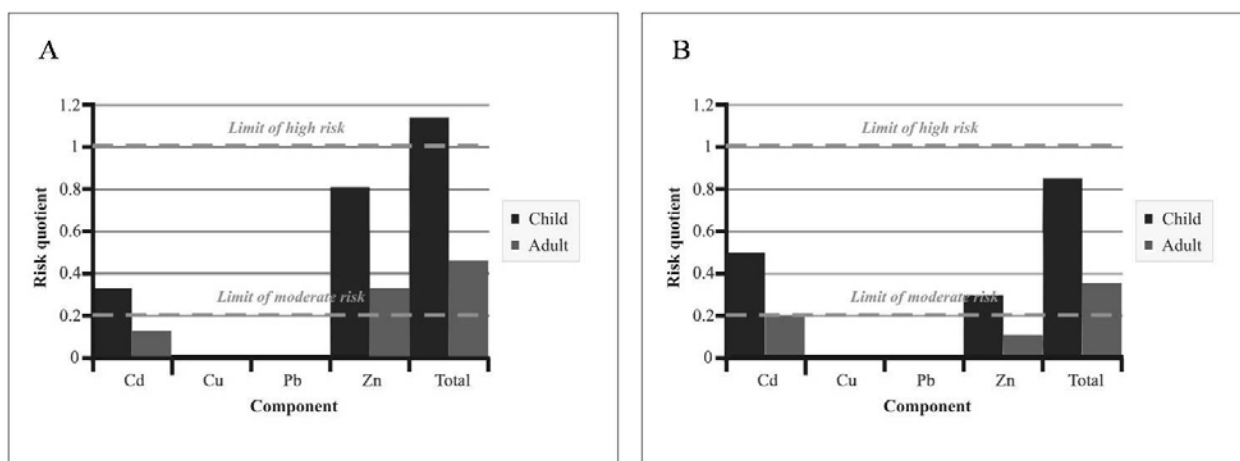 A
1.2
1
0.8
0.6
0.4
0.2
0
Risk quotient
Limit of high risk
Limit of moderate risk
Cd Cu Pb Zn Total
Component
Child
Adult
B
1.2
1
0.8
0.6
0.4
0.2
0
Risk quotient
Limit of high risk
Limit of moderate risk
Cd Cu Pb Zn Total
Component
Child
Adult